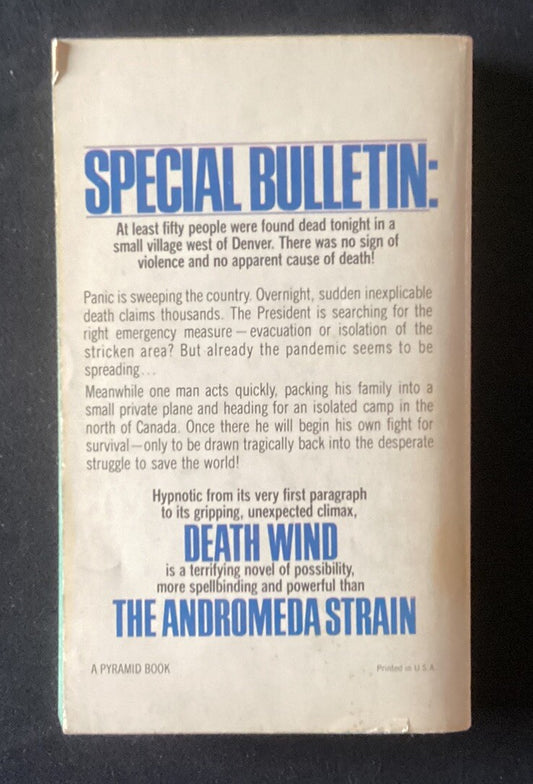 SPECIAL BULLETIN:
At least fifty people were found dead tonight in a
small village west of Denver. There was no sign of
violence and no apparent cause of death!
Panic is sweeping the country. Overnight, sudden inexplicable
death claims thousands. The President is searching for the
right emergency measure — evacuation or isolation of the
stricken area? But already the pandemic seems to be
spreading...
Meanwhile one man acts quickly, packing his family into a
small private plane and heading for an isolated camp in the
north of Canada. Once there he will begin his own fight for
survival—only to be drawn tragically back into the desperate
struggle to save the world!
Hypnotic from its very first paragraph
to its gripping, unexpected climax,
DEATH WIND
is a terrifying novel of possibility,
more spellbinding and powerful than
THE ANDROMEDA STRAIN
A PYRAMID BOOK
Printed in U.S.A.